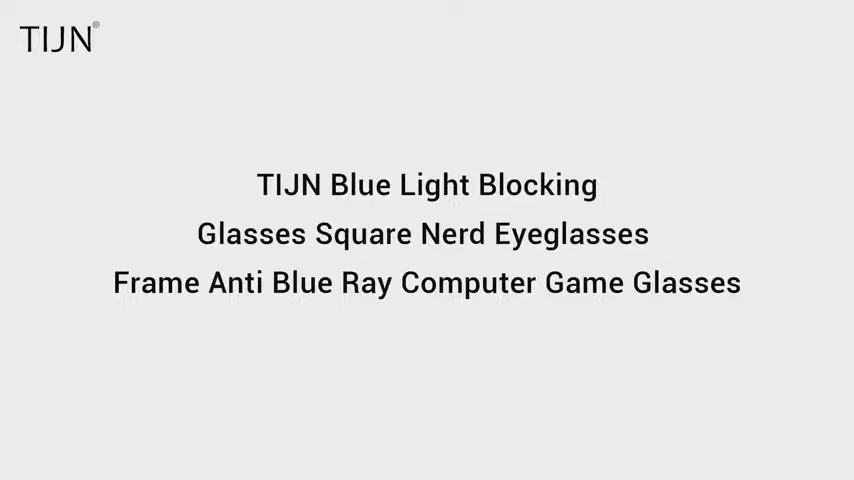 TIJN®
TIJN Blue Light Blocking
Glasses Square Nerd Eyeglasses
Frame Anti Blue Ray Computer Game Glasses